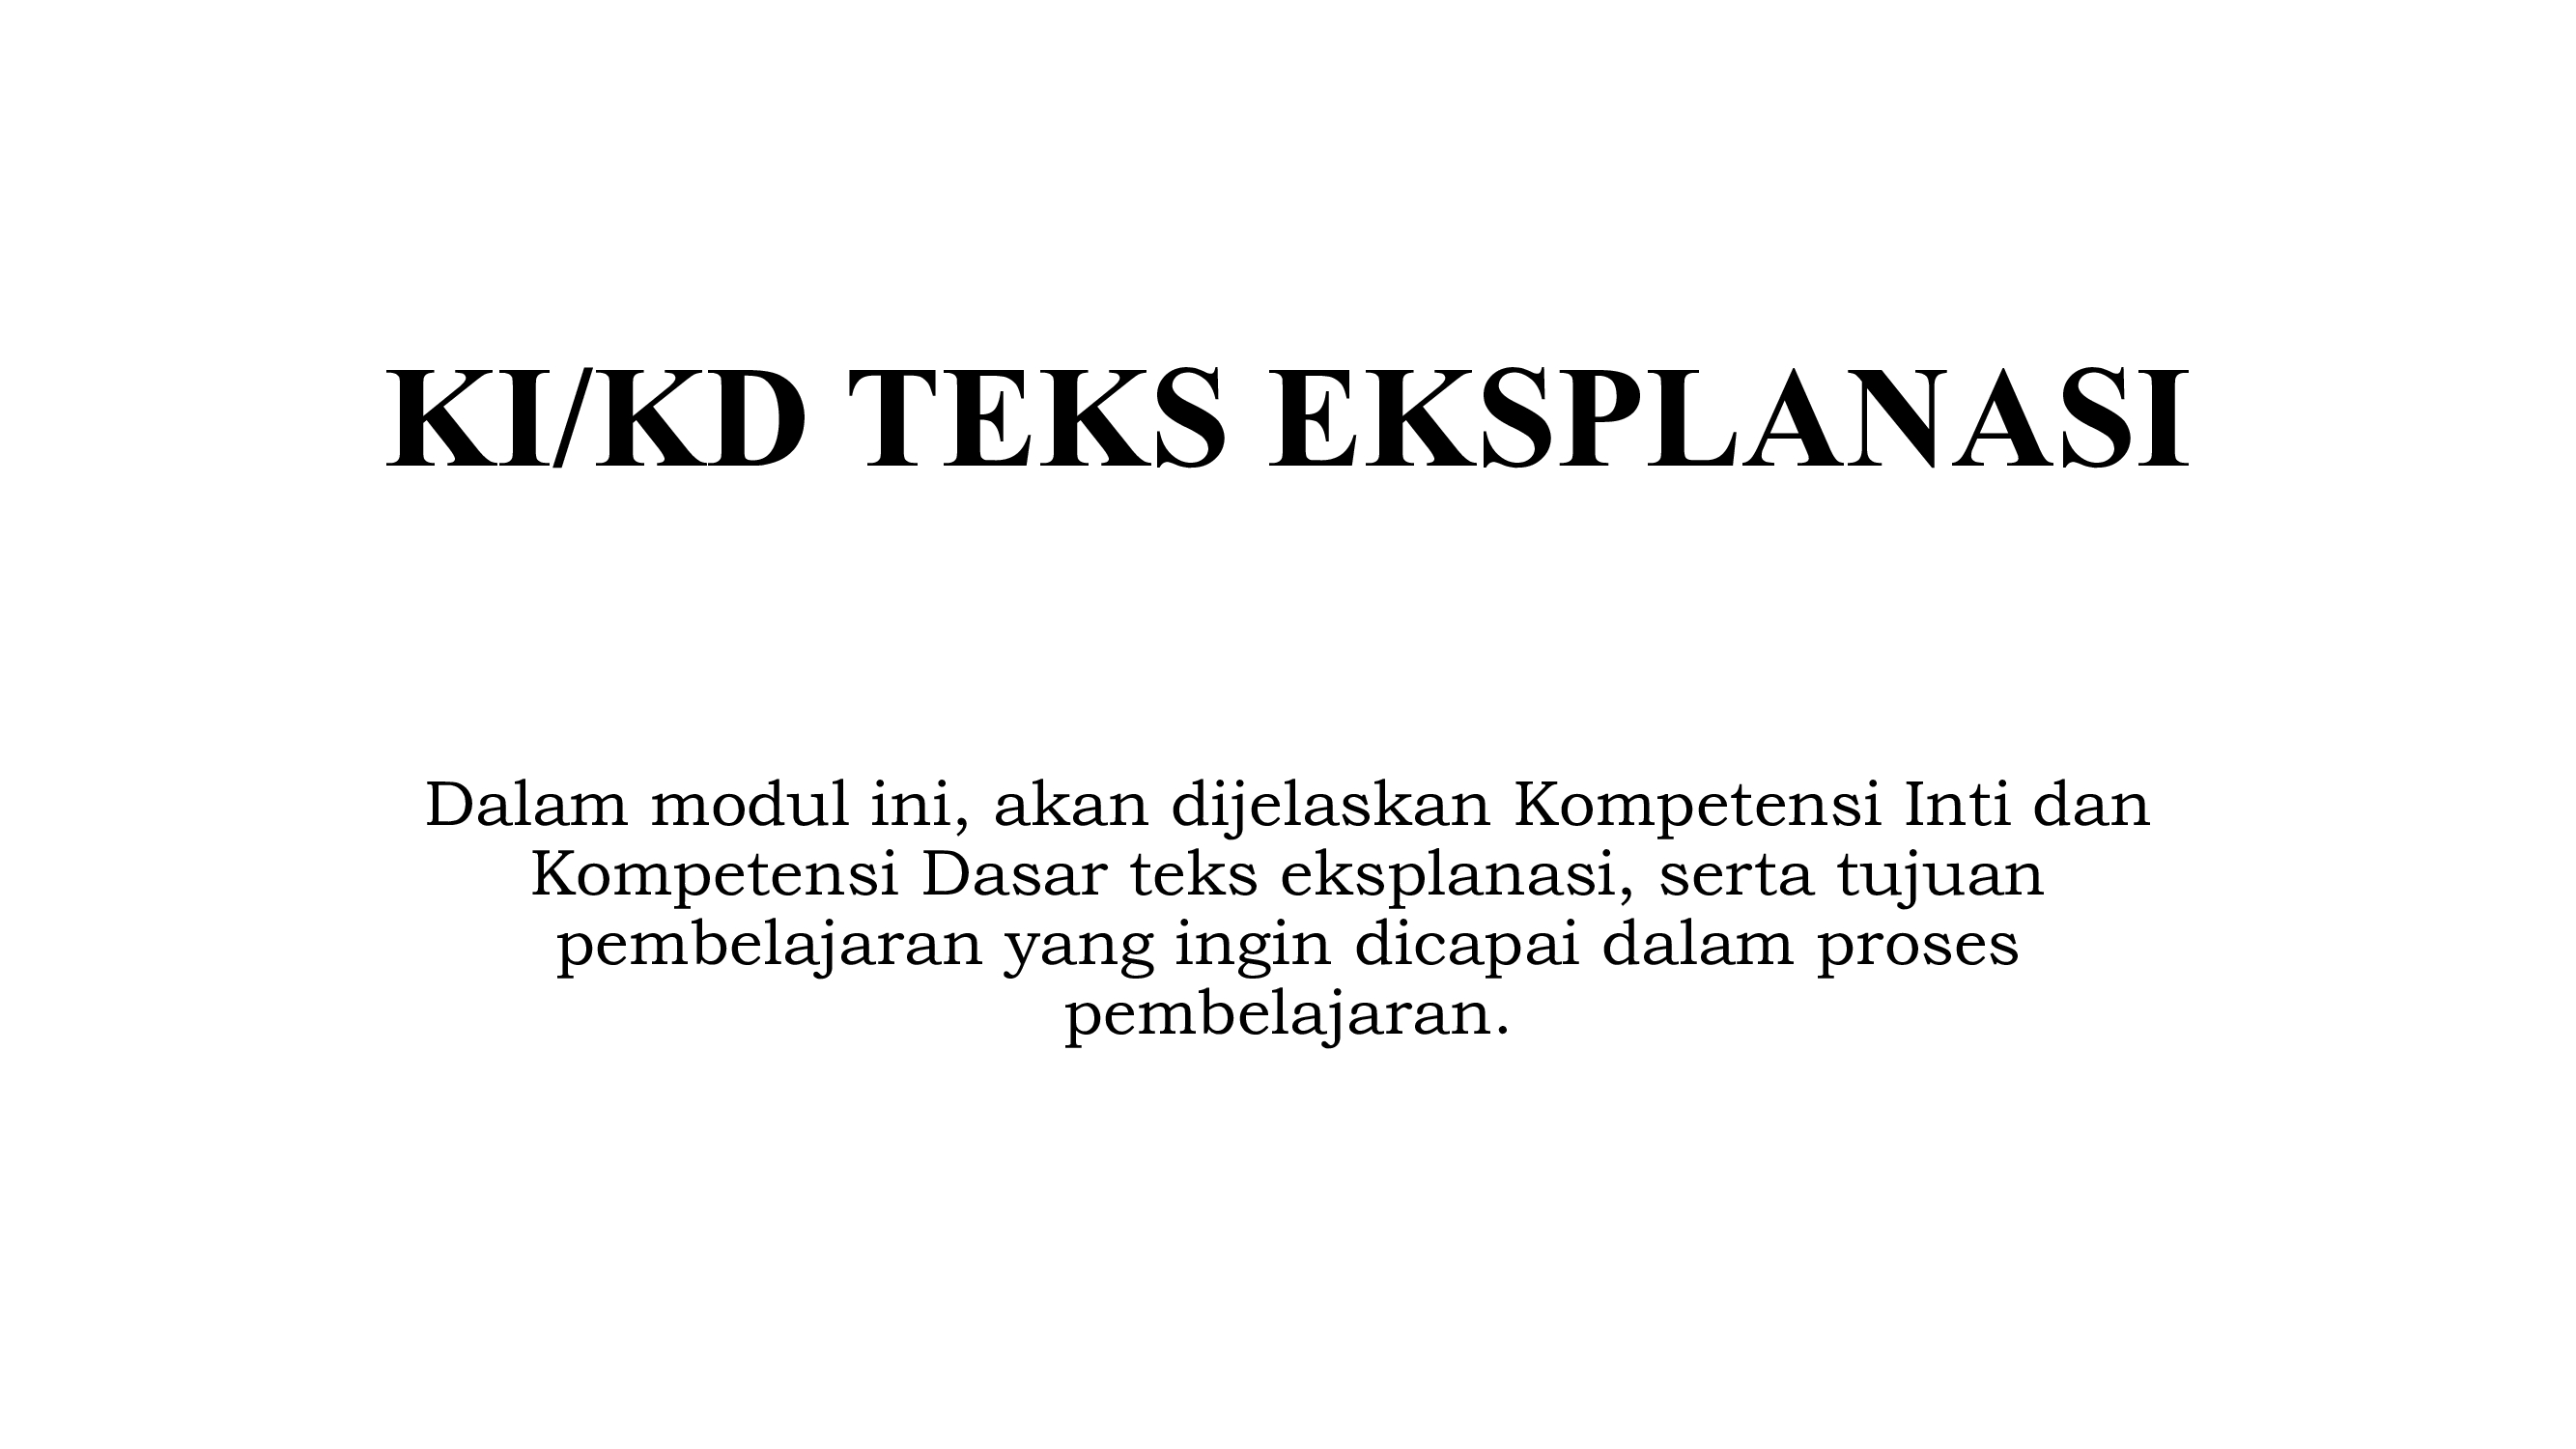 KI/KD TEKS EKSPLANASI
Dalam modul ini, akan dijelaskan Kompetensi Inti dan
Kompetensi Dasar teks eksplanasi, serta tujuan
pembelajaran yang ingin dicapai dalam proses
pembelajaran.